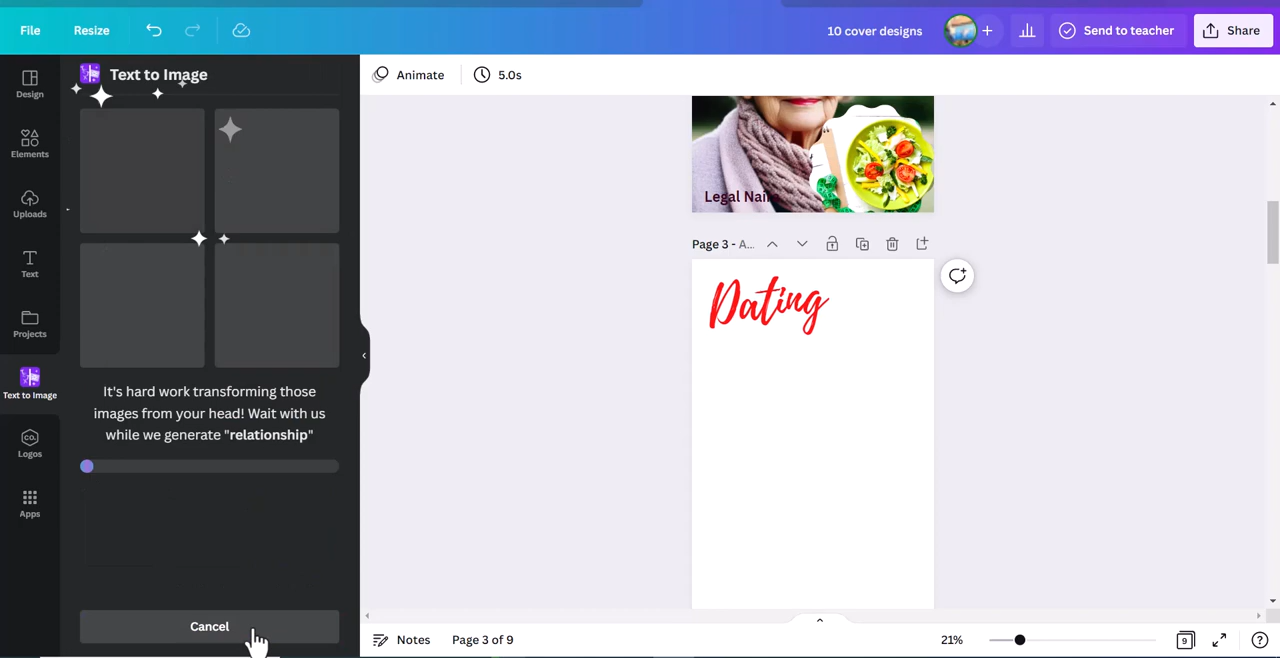 File
Resize
10 cover designs
Send to teacher
Share
Design
Elements
Uploads
Text
Projects
Text to Image
Logos
Apps
Text to Image
It's hard work transforming those
images from your head! Wait with us
while we generate "relationship"
Cancel
Animate
5.0s
Legal Name
Page 3 - A...
Dating
Notes
Page 3 of 9
21%
9
CO.